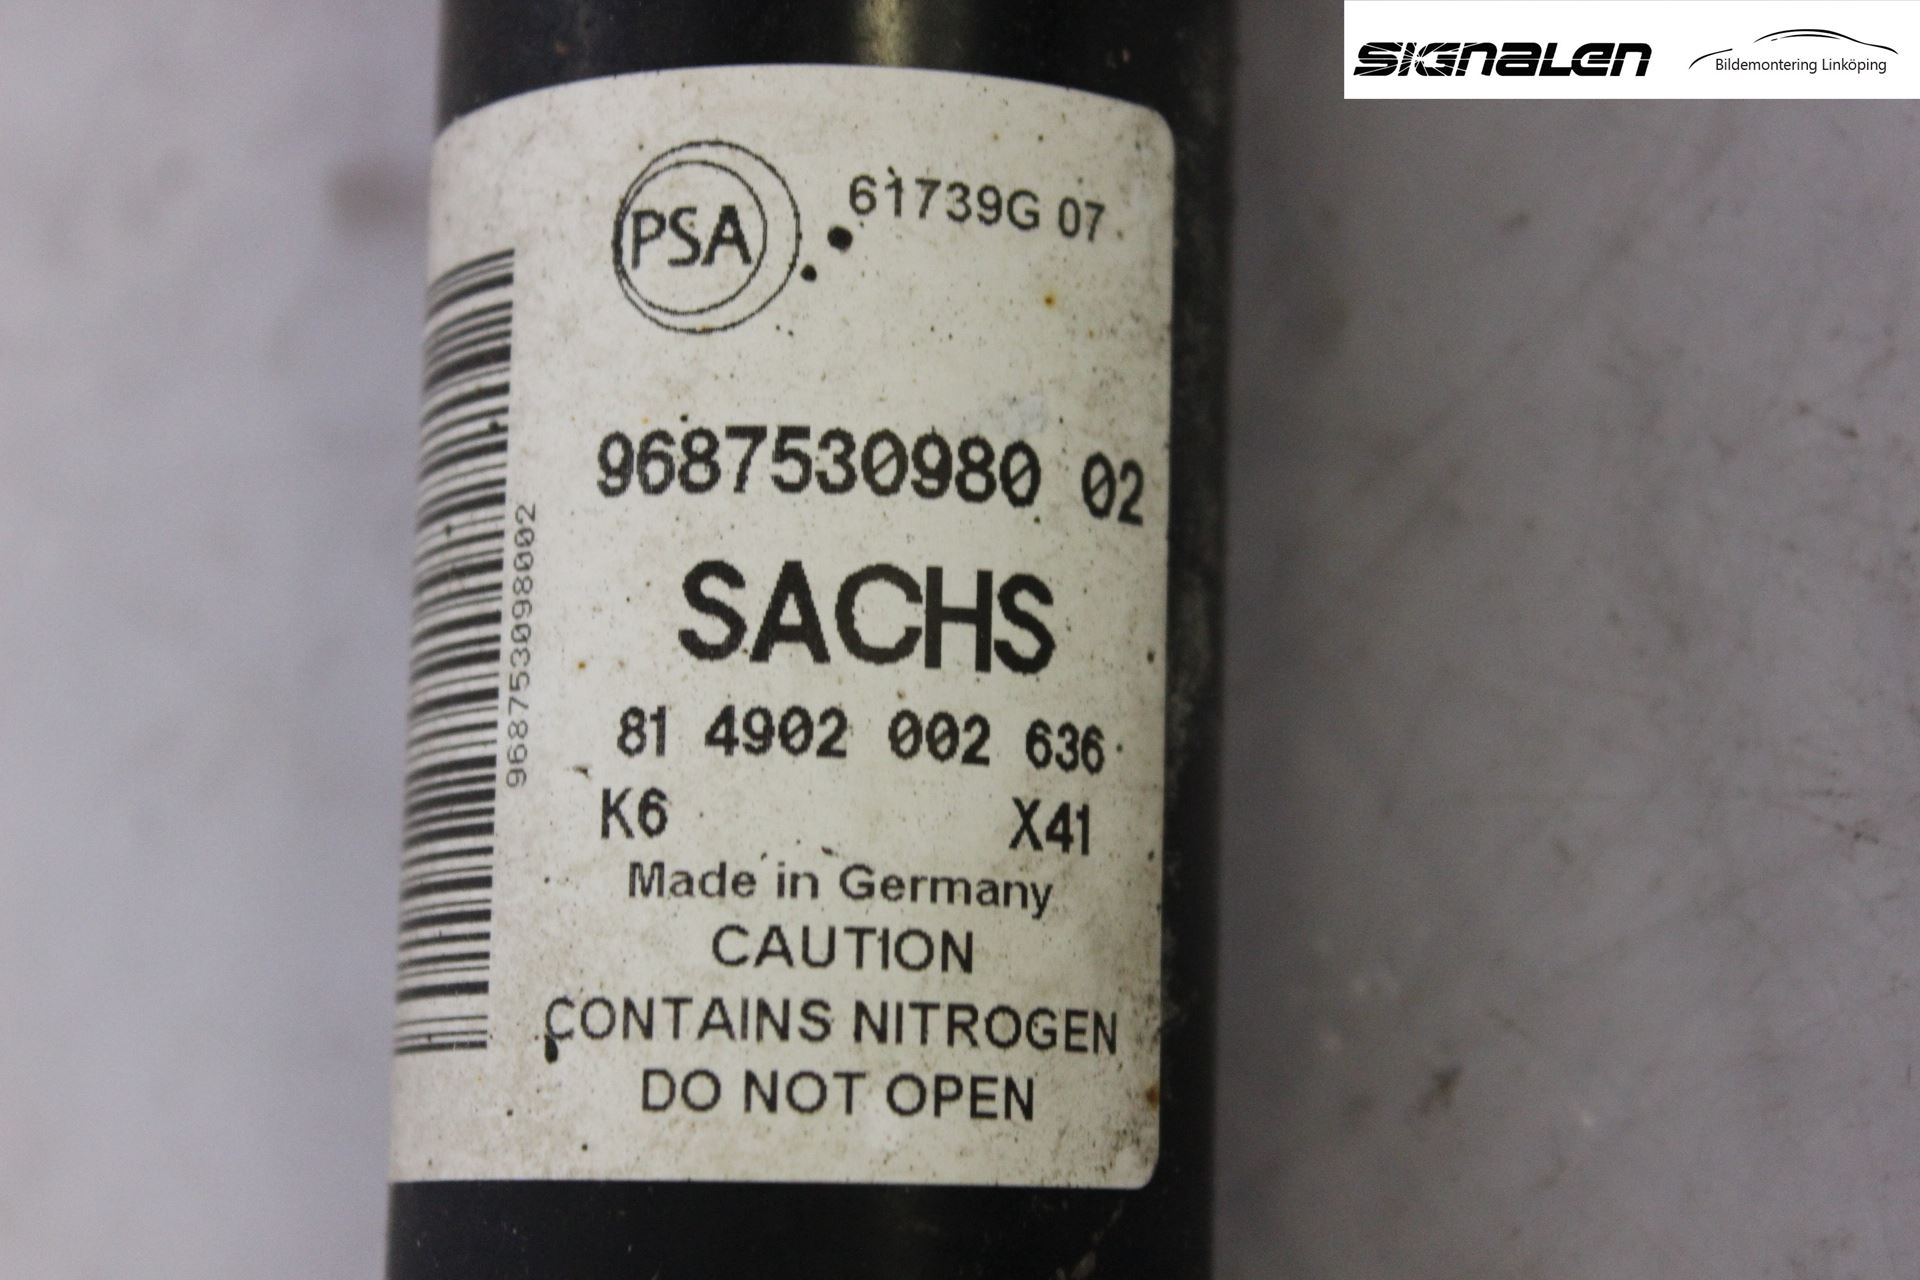 SIGNALEN
Bildemontering Linköping
PSA
61739G 07
9687530980 02
968753098002
SACHS
81 4902 002 636
K6 X41
Made in Germany
CAUTION
CONTAINS NITROGEN
DO NOT OPEN